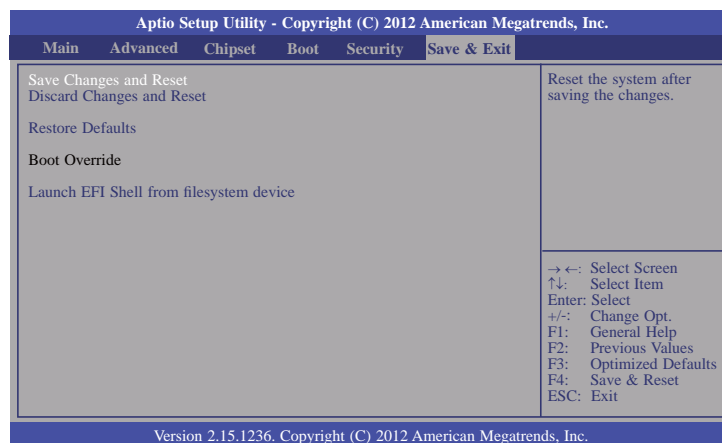 Aptio Setup Utility - Copyright (C) 2012 American Megatrends, Inc.
Main Advanced Chipset Boot Security Save & Exit
Save Changes and Reset
Discard Changes and Reset
Restore Defaults
Boot Override
Launch EFI Shell from filesystem device
Reset the system after
saving the changes.
→ ←: Select Screen
↑↓: Select Item
Enter: Select
+/-: Change Opt.
F1: General Help
F2: Previous Values
F3: Optimized Defaults
F4: Save & Reset
ESC: Exit
Version 2.15.1236. Copyright (C) 2012 American Megatrends, Inc.